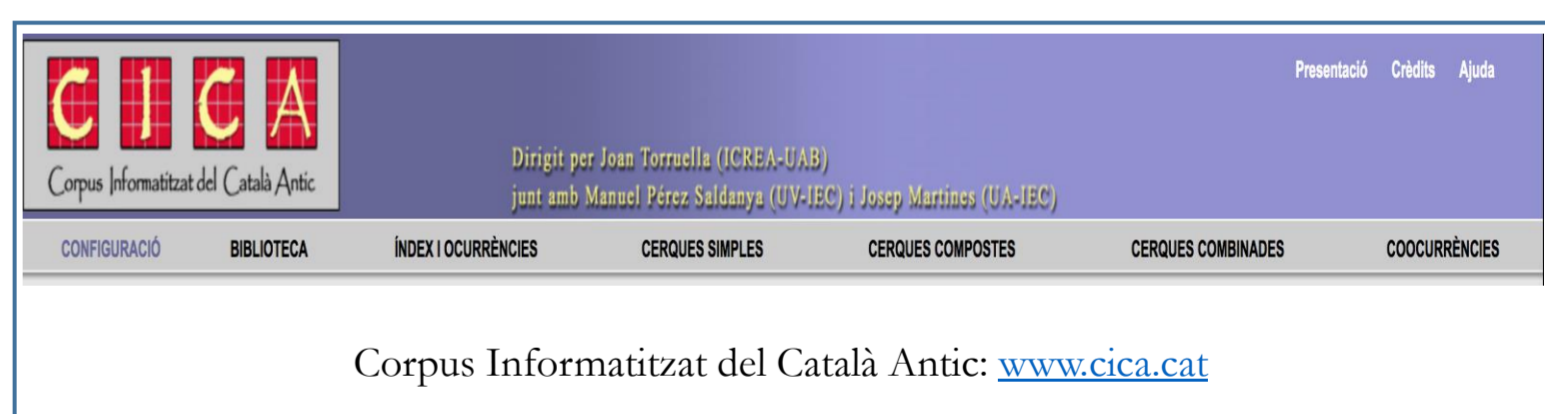 CICA
Corpus Informatitzat del Català Antic
Presentació Crèdits Ajuda
Dirigit per Joan Torruella (ICREA-UAB)
junt amb Manuel Pérez Saldanya (UV-IEC) i Josep Martines (UA-IEC)
CONFIGURACIÓ BIBLIOTECA ÍNDEX I OCURRÈNCIES CERQUES SIMPLES CERQUES COMPOSTES CERQUES COMBINADES COOCURRÈNCIES
Corpus Informatitzat del Català Antic: www.cica.cat